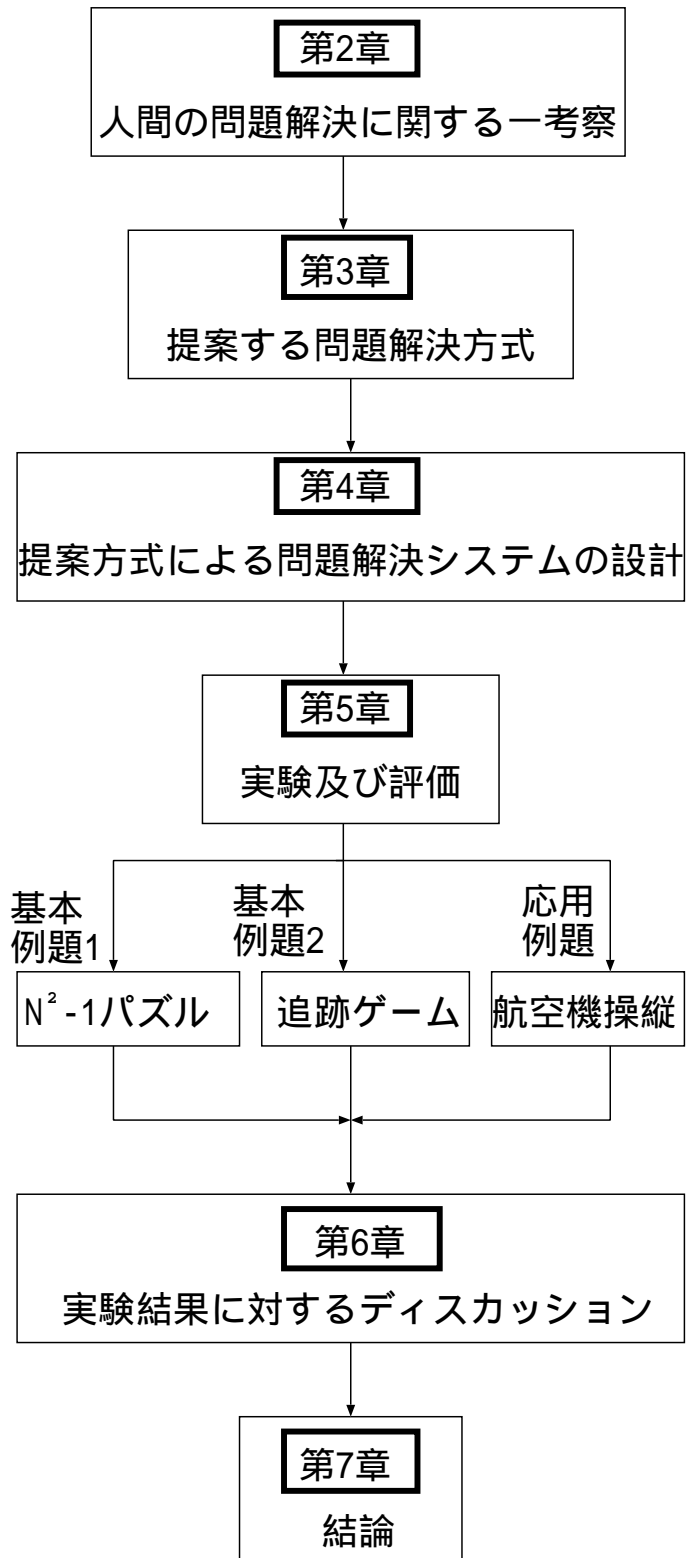 第2章
人間の問題解決に関する一考察
第3章
提案する問題解決方式
第4章
提案方式による問題解決システムの設計
第5章
実験及び評価
基本
例題1
基本
例題2
応用
例題
N²-1パズル
追跡ゲーム
航空機操縦
第6章
実験結果に対するディスカッション
第7章
結論